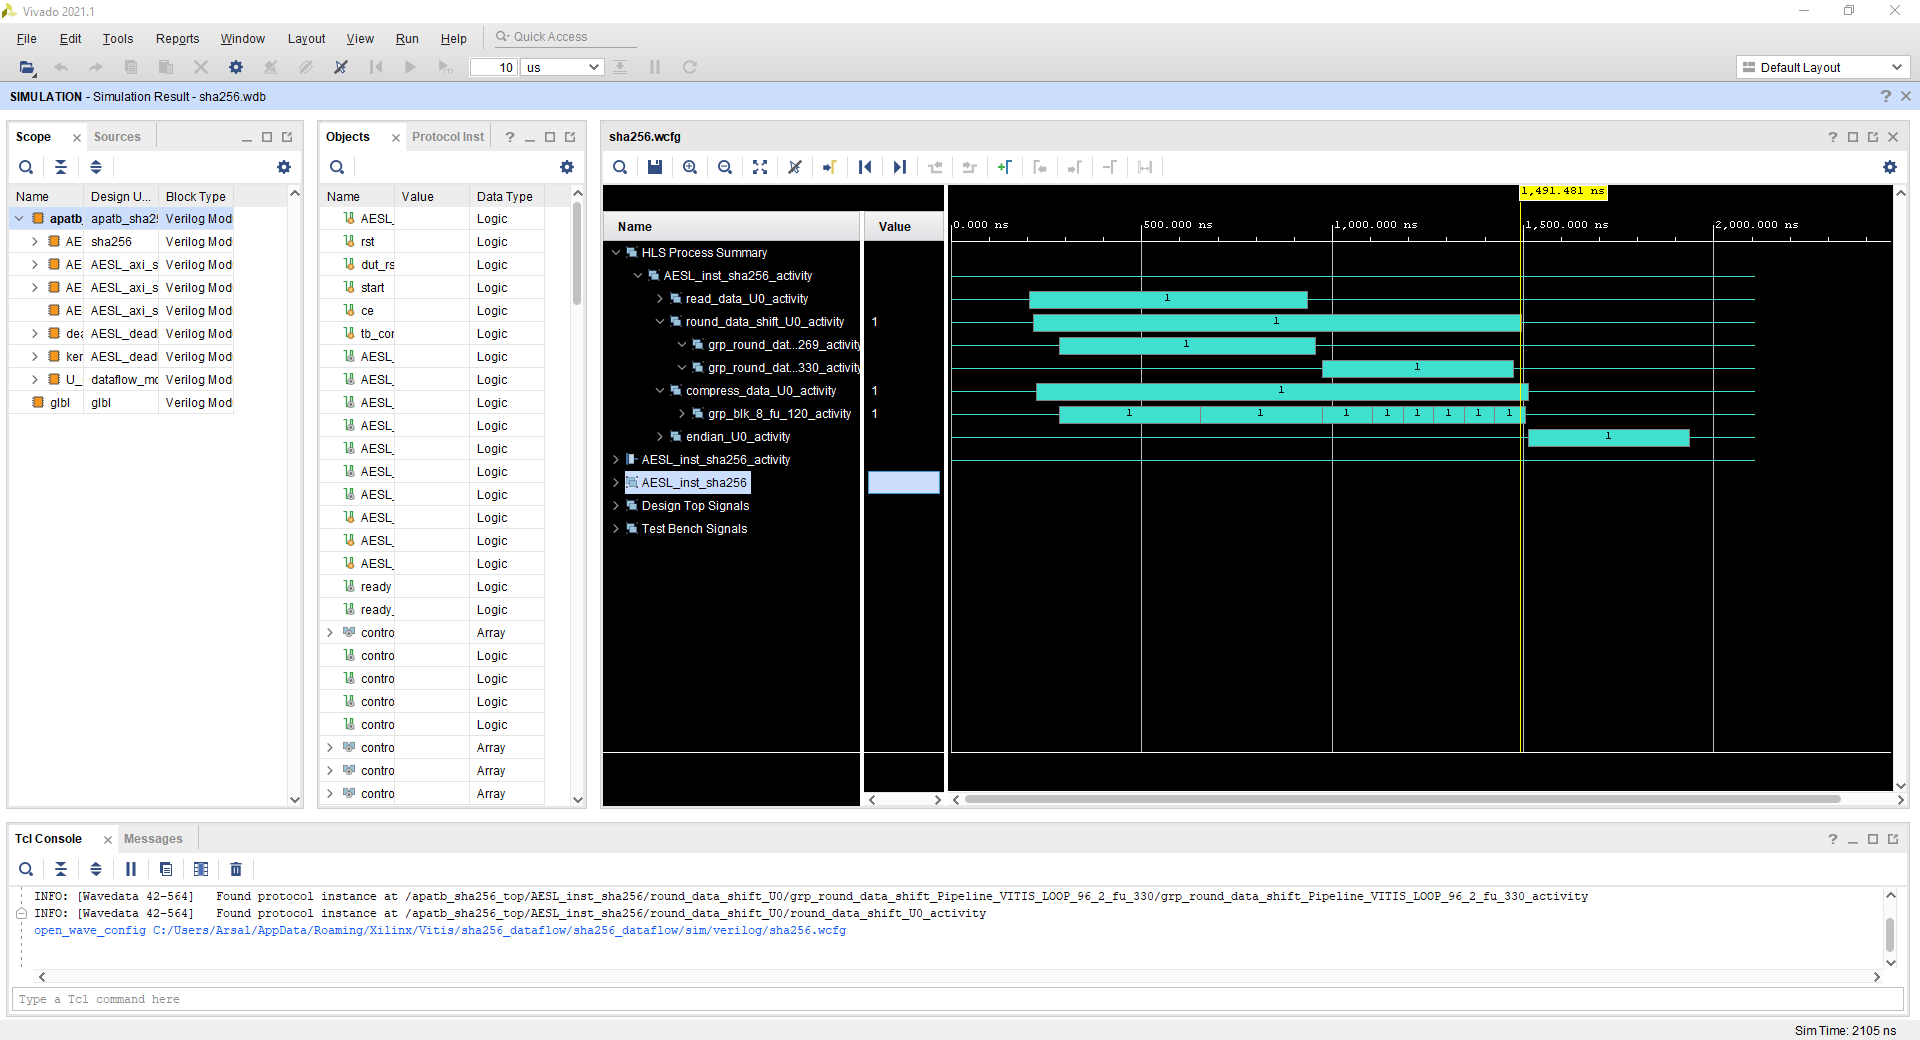 Vivado 2021.1
File Edit Tools Reports Window Layout View Run Help Quick Access
10 us Default Layout
SIMULATION - Simulation Result - sha256.wdb ?
Scope Sources
Name Design U... Block Type
apatb_ apatb_sha25 Verilog Mod
AE sha256 Verilog Mod
AE AESL_axi_s Verilog Mod
AE AESL_axi_s Verilog Mod
AE AESL_axi_s Verilog Mod
dea AESL_dead Verilog Mod
ker AESL_dead Verilog Mod
U_ dataflow_mo Verilog Mod
glbl glbl Verilog Mod
Objects Protocol Inst ?
Name Value Data Type
AESL_ Logic
rst Logic
dut_rs Logic
start Logic
ce Logic
tb_cor Logic
AESL_ Logic
AESL_ Logic
AESL_ Logic
AESL_ Logic
AESL_ Logic
AESL_ Logic
AESL_ Logic
AESL_ Logic
AESL_ Logic
AESL_ Logic
ready Logic
ready_ Logic
contro Array
contro Logic
contro Logic
contro Logic
contro Logic
contro Array
contro Array
contro Array
sha256.wcfg ?
1,491.481 ns
Name Value 0.000 ns 500.000 ns 1,000.000 ns 1,500.000 ns 2,000.000 ns
HLS Process Summary
AESL_inst_sha256_activity
read_data_U0_activity 1
round_data_shift_U0_activity 1 1
grp_round_dat...269_activity 1
grp_round_dat...330_activity 1
compress_data_U0_activity 1 1
grp_blk_8_fu_120_activity 1 1 1 1 1 1 1 1 1
endian_U0_activity 1
AESL_inst_sha256_activity
AESL_inst_sha256
Design Top Signals
Test Bench Signals
Tcl Console Messages ?
INFO: [Wavedata 42-564] Found protocol instance at /apatb_sha256_top/AESL_inst_sha256/round_data_shift_U0/grp_round_data_shift_Pipeline_VITIS_LOOP_96_2_fu_330/grp_round_data_shift_Pipeline_VITIS_LOOP_96_2_fu_330_activity
INFO: [Wavedata 42-564] Found protocol instance at /apatb_sha256_top/AESL_inst_sha256/round_data_shift_U0/round_data_shift_U0_activity
open_wave_config C:/Users/Arsal/AppData/Roaming/Xilinx/Vitis/sha256_dataflow/sha256_dataflow/sim/verilog/sha256.wcfg
Type a Tcl command here
Sim Time: 2105 ns